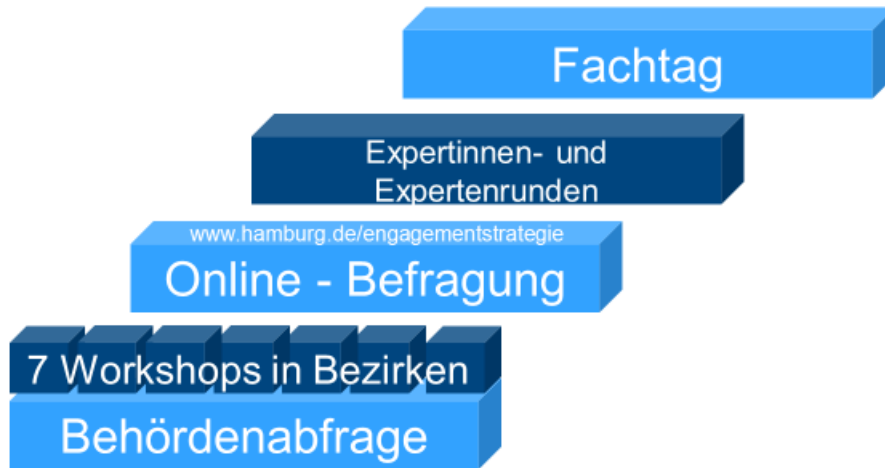 Fachtag
Expertinnen- und
Expertenrunden
www.hamburg.de/engagementstrategie
Online - Befragung
7 Workshops in Bezirken
Behördenabfrage